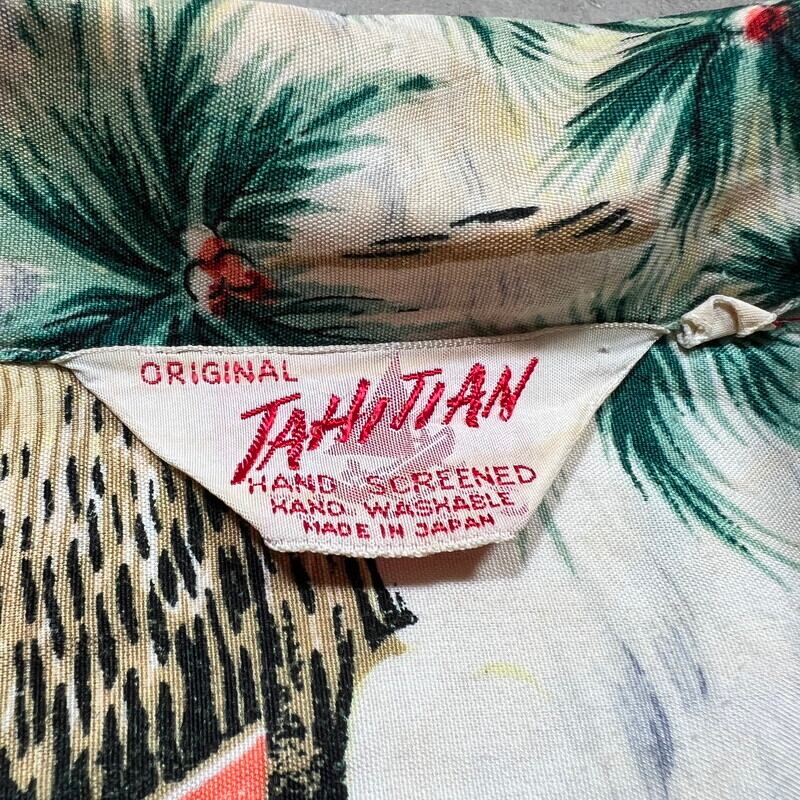 ORIGINAL
TAHITIAN
HAND SCREENED
HAND WASHABLE
MADE IN JAPAN